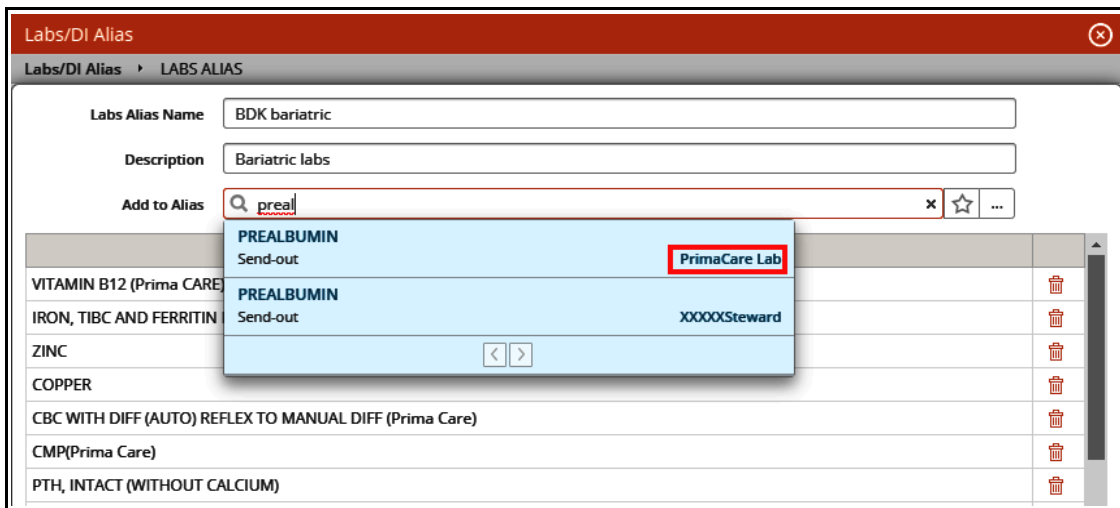 Labs/DI Alias
Labs/DI Alias LABS ALIAS
Labs Alias Name BDK bariatric
Description Bariatric labs
Add to Alias preal
PREALBUMIN
Send-out PrimaCare Lab
VITAMIN B12 (Prima CARE)
PREALBUMIN
IRON, TIBC AND FERRITIN
Send-out XXXXXSteward
ZINC
COPPER
CBC WITH DIFF (AUTO) REFLEX TO MANUAL DIFF (Prima Care)
CMP(Prima Care)
PTH, INTACT (WITHOUT CALCIUM)